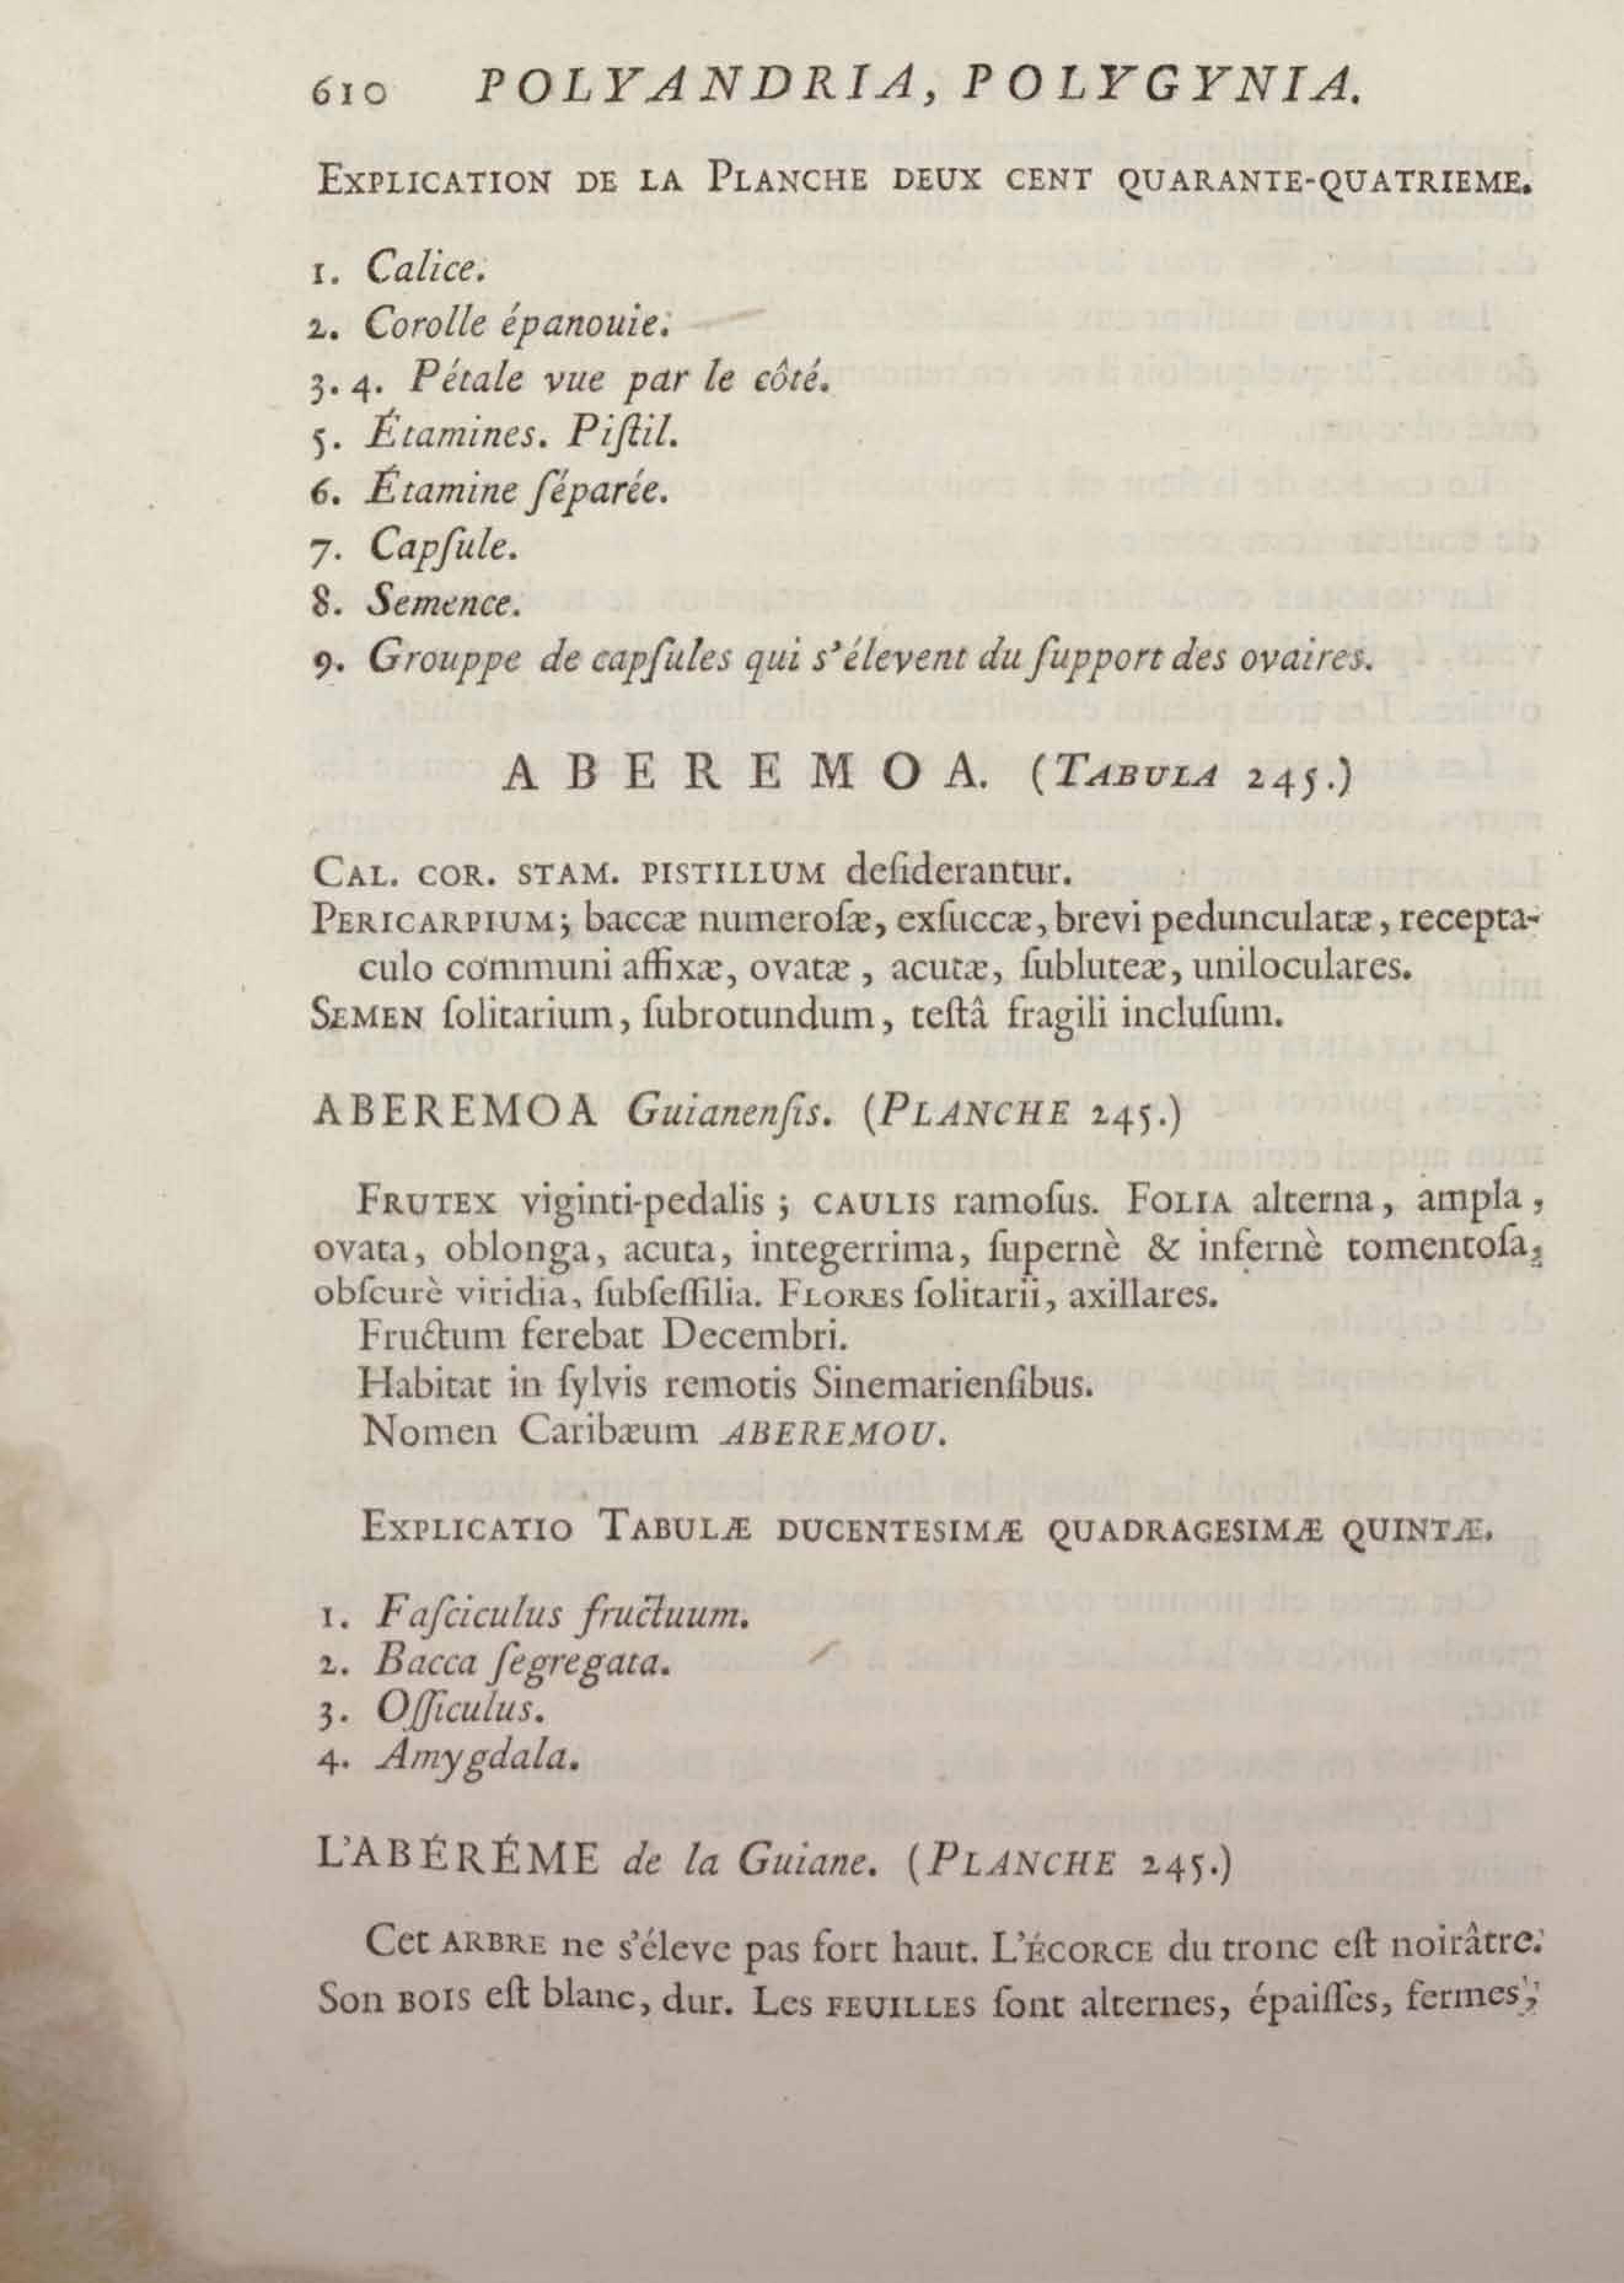 610 POLYANDRIA, POLYGYNIA.
EXPLICATION DE LA PLANCHE DEUX CENT QUARANTE-QUATRIEME.
1. Calice.
2. Corolle épanouie.
3. 4. Pétale vue par le côté.
5. Étamines. Piſtil.
6. Étamine ſéparée.
7. Capſule.
8. Semence.
9. Grouppe de capſules qui s'élevent du ſupport des ovaires.
ABEREMOA. (TABULA 245.)
CAL. COR. STAM. PISTILLUM deſiderantur.
PERICARPIUM; baccæ numeroſæ, exſuccæ, brevi pedunculatæ, recepta-
culo communi affixæ, ovatæ, acutæ, ſubluteæ, uniloculares.
SEMEN ſolitarium, ſubrotundum, teſtâ fragili incluſum.
ABEREMOA Guianenſis. (PLANCHE 245.)
FRUTEX viginti-pedalis; CAULIS ramoſus. FOLIA alterna, ampla,
ovata, oblonga, acuta, integerrima, ſupernè & infernè tomentoſa,
obſcurè viridia, ſubſeſſilia. FLORES ſolitarii, axillares.
Fructum ferebat Decembri.
Habitat in ſylvis remotis Sinemarienſibus.
Nomen Caribæum ABEREMOU.
EXPLICATIO TABULÆ DUCENTESIMÆ QUADRAGESIMÆ QUINTÆ.
1. Faſciculus fructuum.
2. Bacca ſegregata.
3. Oſſiculus.
4. Amygdala.
L'ABÉRÉME de la Guiane. (PLANCHE 245.)
Cet ARBRE ne s'éleve pas fort haut. L'ÉCORCE du tronc eſt noirâtre.
Son BOIS eſt blanc, dur. Les FEUILLES ſont alternes, épaiſſes, fermes,